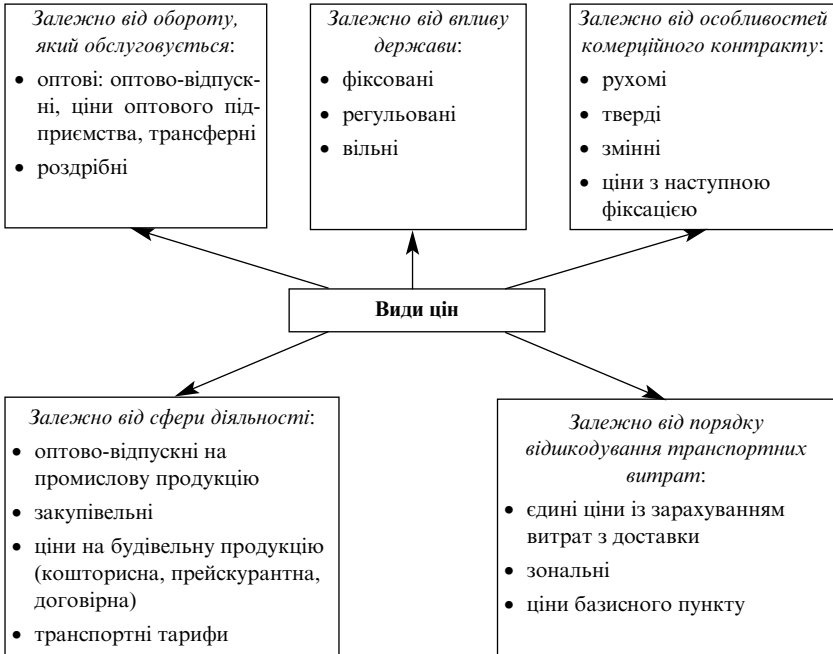 Залежно від обороту,
який обслуговується:
• оптові: оптово-відпуск-
ні, ціни оптового під-
приємства, трансферні
• роздрібні
Залежно від впливу
держави:
• фіксовані
• регульовані
• вільні
Залежно від особливостей
комерційного контракту:
• рухомі
• тверді
• змінні
• ціни з наступною
фіксацією
Види цін
Залежно від сфери діяльності:
• оптово-відпускні на
промислову продукцію
• закупівельні
• ціни на будівельну продукцію
(кошторисна, прейскурантна,
договірна)
• транспортні тарифи
Залежно від порядку
відшкодування транспортних
витрат:
• єдині ціни із зарахуванням
витрат з доставки
• зональні
• ціни базисного пункту